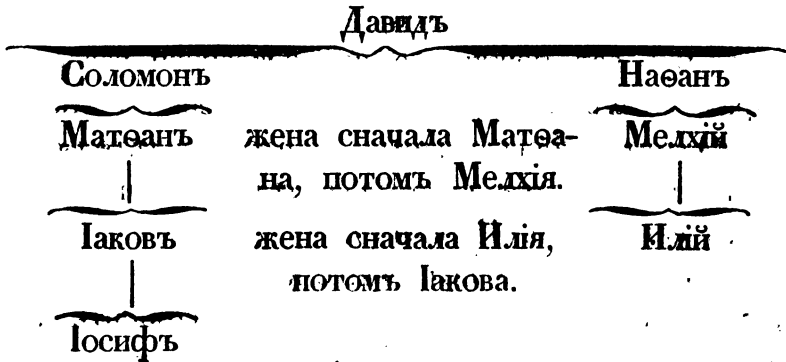 Давидъ
Соломонъ Наѳанъ
Матѳанъ жена сначала Матѳа- Мелхій
на, потомъ Мелхія.
Іаковъ жена сначала Илія, Илій
потомъ Іакова.
Іосифъ